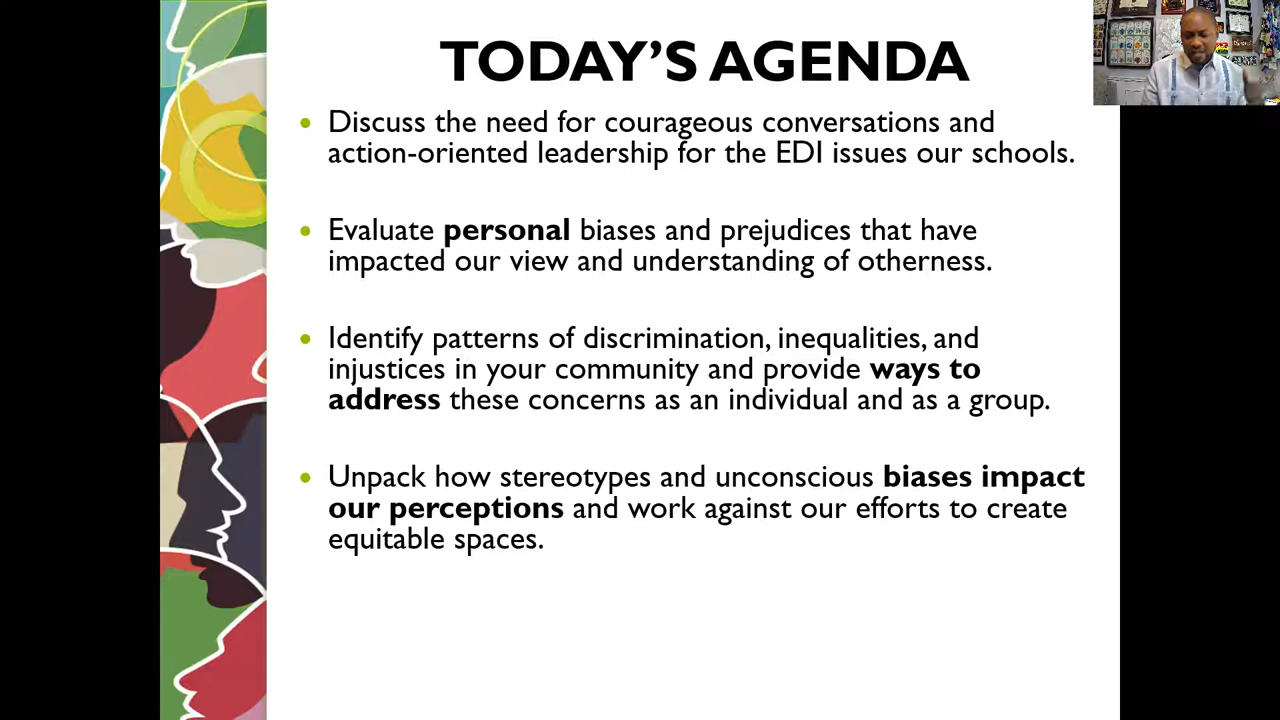 TODAY'S AGENDA
• Discuss the need for courageous conversations and
action-oriented leadership for the EDI issues our schools.
• Evaluate personal biases and prejudices that have
impacted our view and understanding of otherness.
• Identify patterns of discrimination, inequalities, and
injustices in your community and provide ways to
address these concerns as an individual and as a group.
• Unpack how stereotypes and unconscious biases impact
our perceptions and work against our efforts to create
equitable spaces.